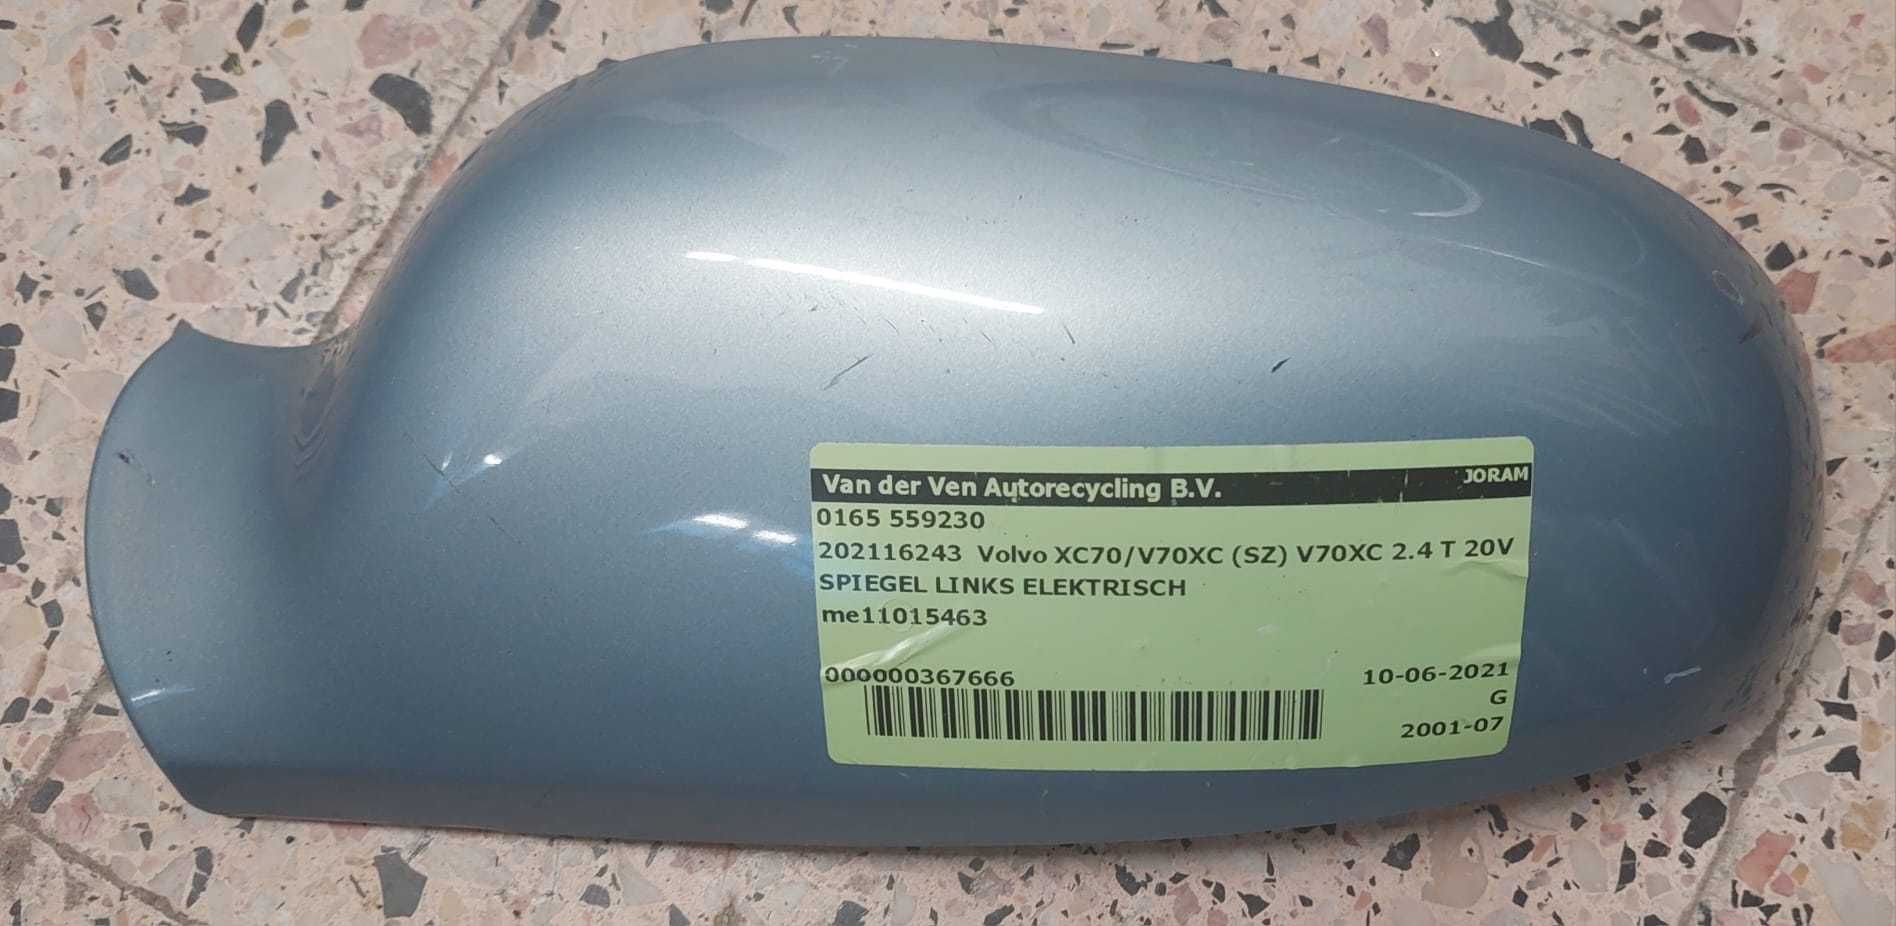 Van der Ven Autorecycling B.V. JORAM
0165 559230
202116243 Volvo XC70/V70XC (SZ) V70XC 2.4 T 20V
SPIEGEL LINKS ELEKTRISCH
me11015463
000000367666 10-06-2021
G
2001-07